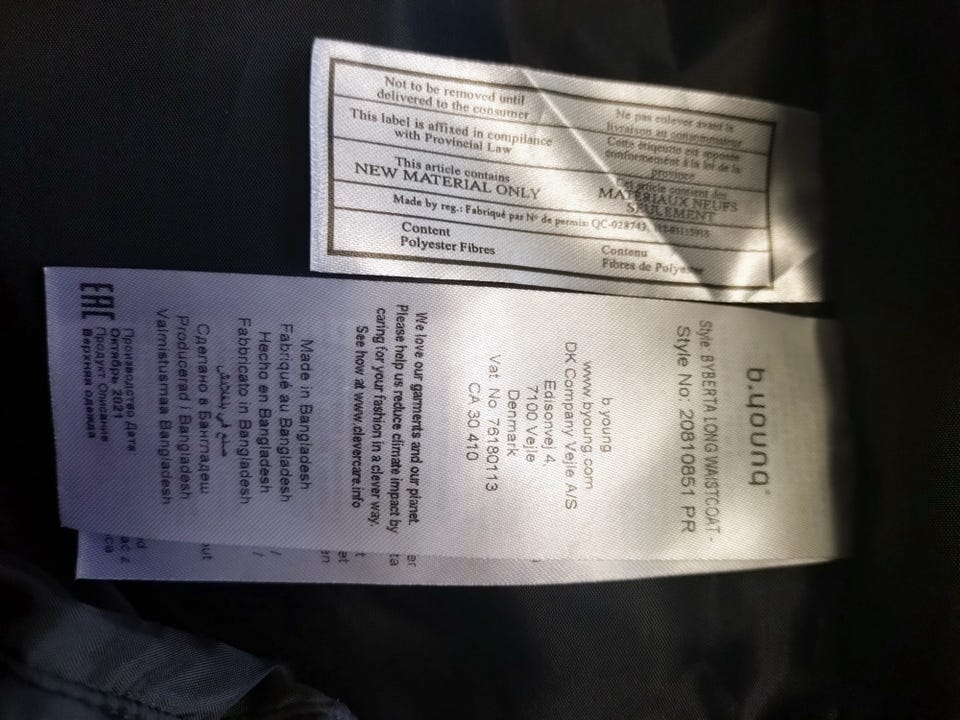 Not to be removed until
delivered to the consumer
This label is affixed in compilance
with Provincial Law
This article contains
NEW MATERIAL ONLY
Ne pas enlever avant la
livraison au consommateur
Cette étiquette est apposée
conformément à la loi de la
province
Cet article contient des
MATÉRIAUX NEUFS
SEULEMENT
Made by reg.: Fabriqué par N° de permis: QC-028743,
Content
Polyester Fibres
Contenu
Fibres de Polyester
b.young
Style BYBERTA LONG WAISTCOAT -
Style No: 20810851 PR
b.young
www.byoung.com
DK Company Vejle A/S
Edisonvej 4,
7100 Vejle
Denmark
Vat. No 76180113
CA 30 410
We love our garments and our planet.
Please help us reduce climate impact by
caring for your fashion in a clever way.
See how at www.clevercare.info
Made in Bangladesh
Fabriqué au Bangladesh
Hecho en Bangladesh
Fabbricato in Bangladesh
صنع في بنغلاديش
Сделано в Бангладеш
Producerad i Bangladesh
Valmistusmaa Bangladesh
Производство Дата
Октябрь 2021
Продукт Описание
Верхняя одежда
EAC